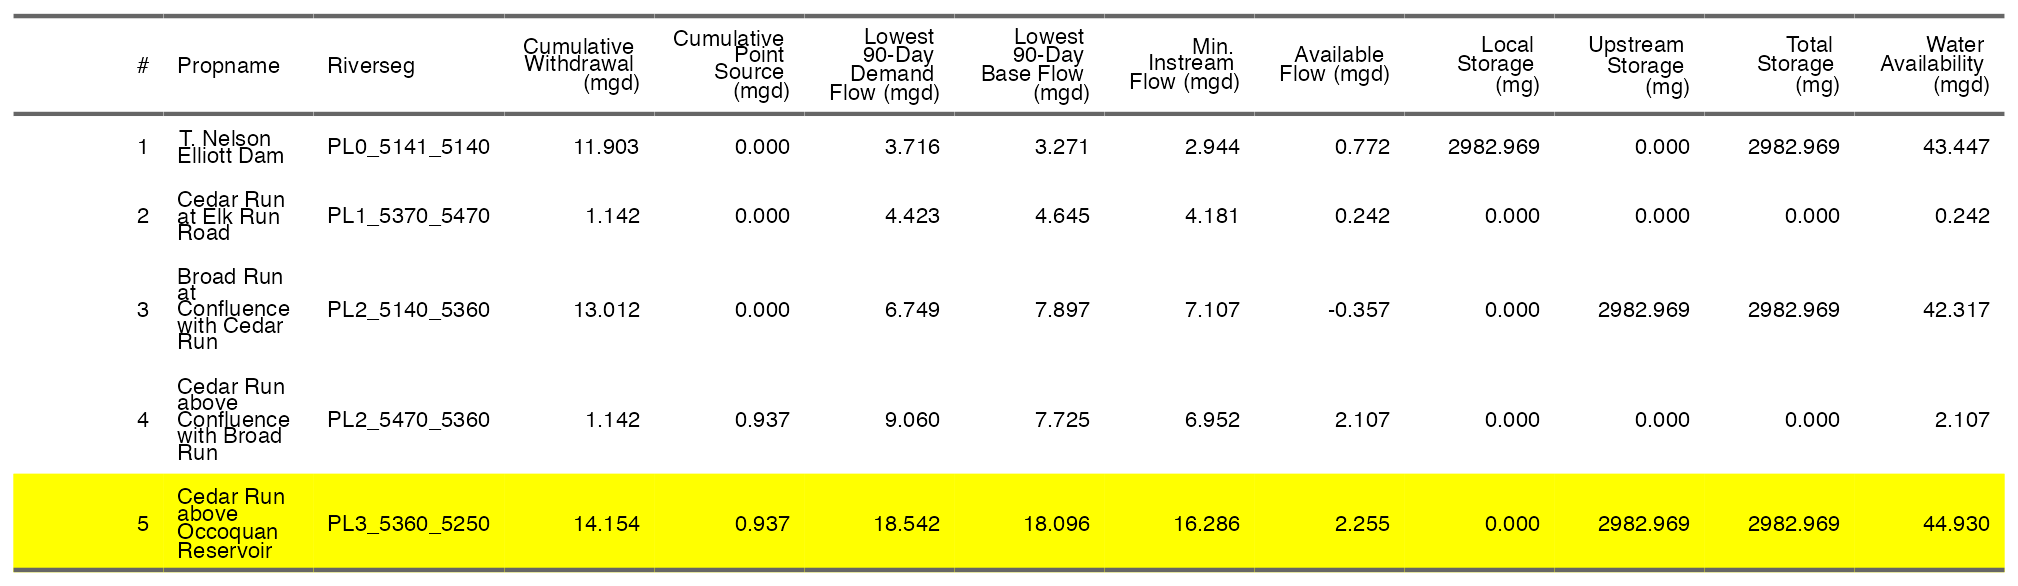 # Propname Riverseg Cumulative Withdrawal (mgd) Cumulative Point Source (mgd) Lowest 90-Day Demand Flow (mgd) Lowest 90-Day Base Flow (mgd) Min. Instream Flow (mgd) Available Flow (mgd) Local Storage (mg) Upstream Storage (mg) Total Storage (mg) Water Availability (mgd)
1 T. Nelson Elliott Dam PL0_5141_5140 11.903 0.000 3.716 3.271 2.944 0.772 2982.969 0.000 2982.969 43.447
2 Cedar Run at Elk Run Road PL1_5370_5470 1.142 0.000 4.423 4.645 4.181 0.242 0.000 0.000 0.000 0.242
3 Broad Run at Confluence with Cedar Run PL2_5140_5360 13.012 0.000 6.749 7.897 7.107 -0.357 0.000 2982.969 2982.969 42.317
4 Cedar Run above Confluence with Broad Run PL2_5470_5360 1.142 0.937 9.060 7.725 6.952 2.107 0.000 0.000 0.000 2.107
5 Cedar Run above Occoquan Reservoir PL3_5360_5250 14.154 0.937 18.542 18.096 16.286 2.255 0.000 2982.969 2982.969 44.930